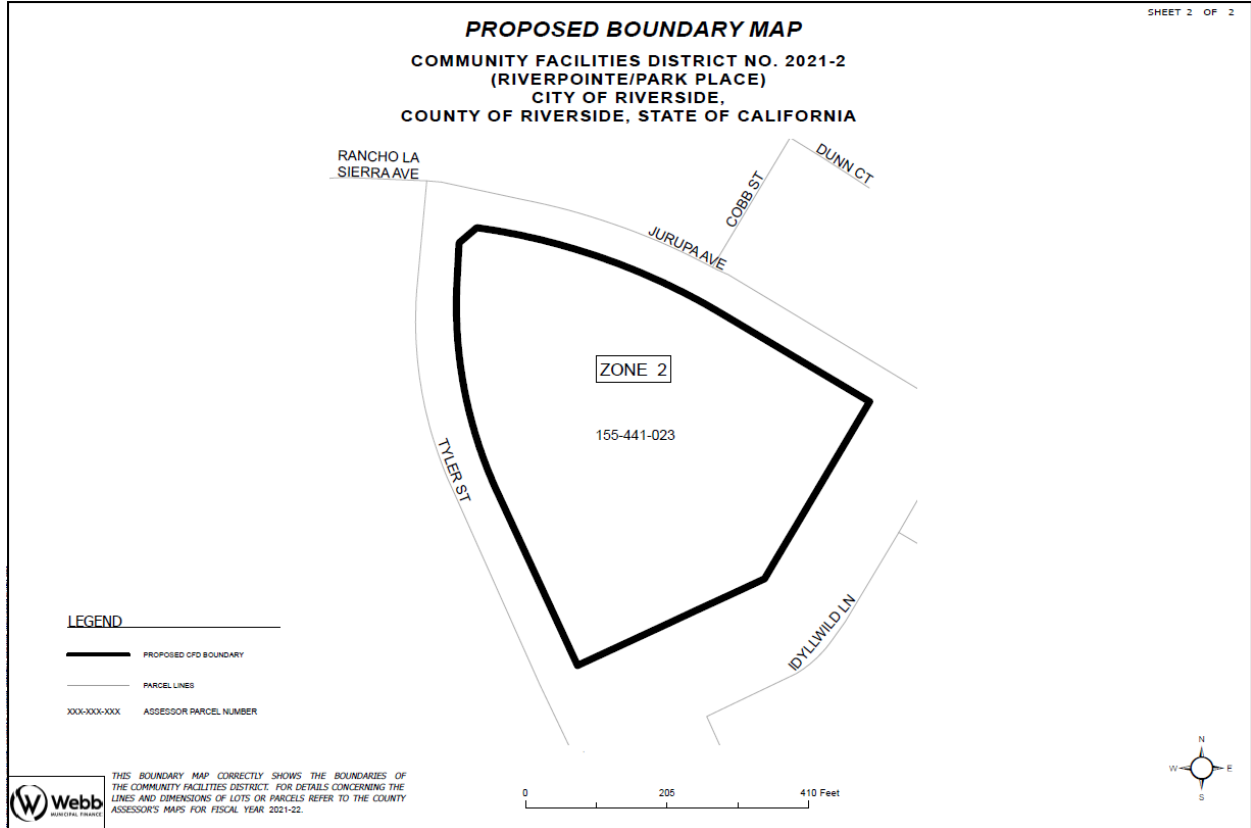 SHEET 2 OF 2
PROPOSED BOUNDARY MAP
COMMUNITY FACILITIES DISTRICT NO. 2021-2
(RIVERPOINTE/PARK PLACE)
CITY OF RIVERSIDE,
COUNTY OF RIVERSIDE, STATE OF CALIFORNIA
RANCHO LA
SIERRA AVE
DUNN CT
COBB ST
JURUPA AVE
ZONE 2
155-441-023
TYLER ST
IDYLLWILD LN
LEGEND
PROPOSED CFD BOUNDARY
PARCEL LINES
XXX-XXX-XXX ASSESSOR PARCEL NUMBER
N
W E
S
W Webb
MUNICIPAL FINANCE
THIS BOUNDARY MAP CORRECTLY SHOWS THE BOUNDARIES OF
THE COMMUNITY FACILITIES DISTRICT. FOR DETAILS CONCERNING THE
LINES AND DIMENSIONS OF LOTS OR PARCELS REFER TO THE COUNTY
ASSESSOR'S MAPS FOR FISCAL YEAR 2021-22.
0 205 410 Feet